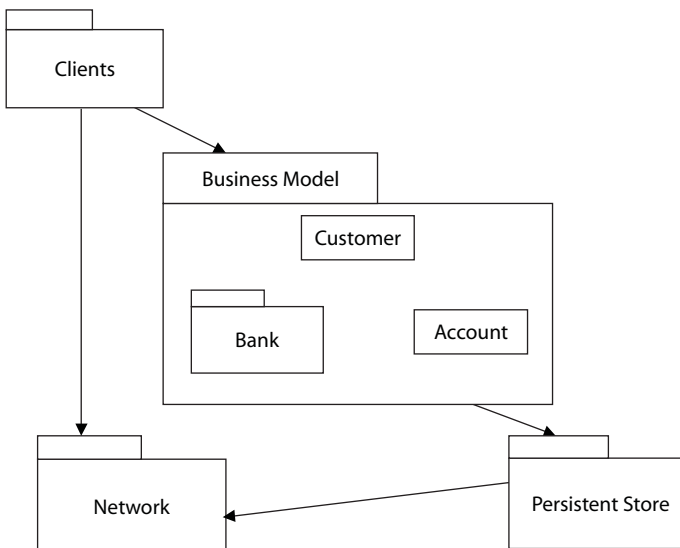 Clients
Business Model
Customer
Bank
Account
Network
Persistent Store